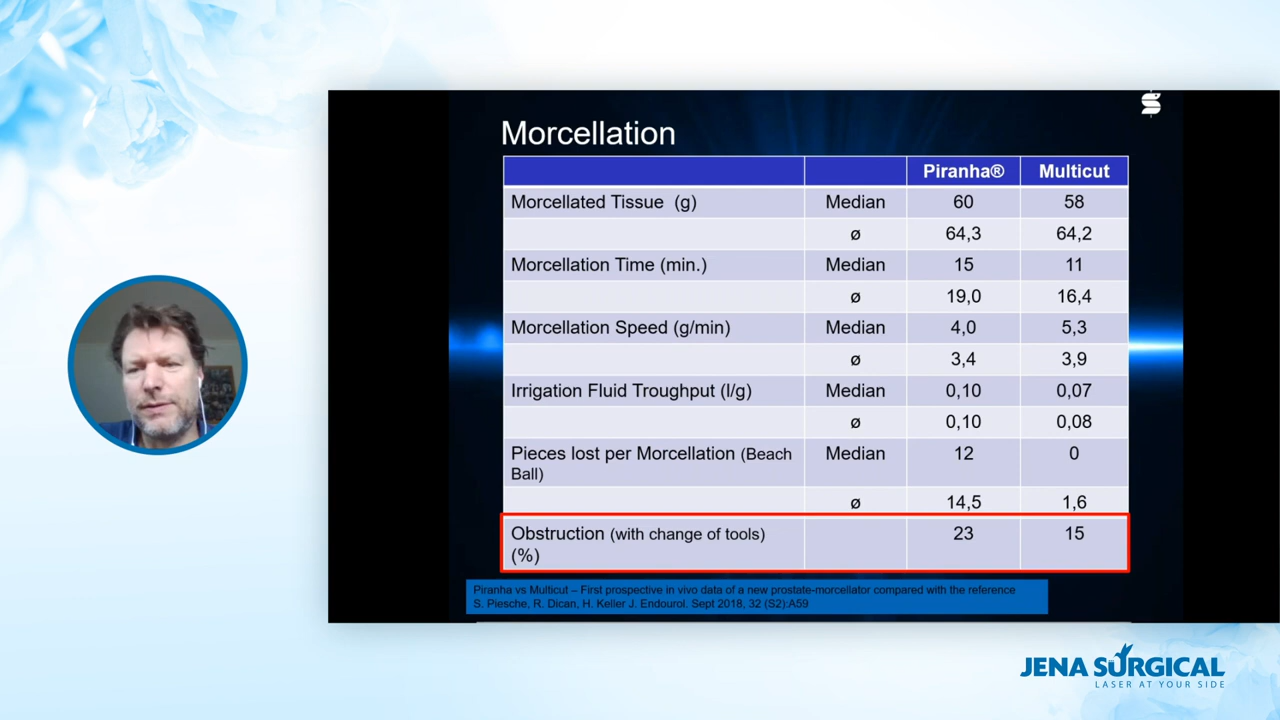 Morcellation
Piranha® Multicut
Morcellated Tissue (g) Median 60 58
ø 64,3 64,2
Morcellation Time (min.) Median 15 11
ø 19,0 16,4
Morcellation Speed (g/min) Median 4,0 5,3
ø 3,4 3,9
Irrigation Fluid Troughput (l/g) Median 0,10 0,07
ø 0,10 0,08
Pieces lost per Morcellation (Beach Median 12 0
Ball)
ø 14,5 1,6
Obstruction (with change of tools) 23 15
(%)
Piranha vs Multicut – First prospective in vivo data of a new prostate-morcellator compared with the reference
S. Piesche, R. Dican, H. Keller J. Endourol. Sept 2018, 32 (S2):A59
JENA SURGICAL
LASER AT YOUR SIDE